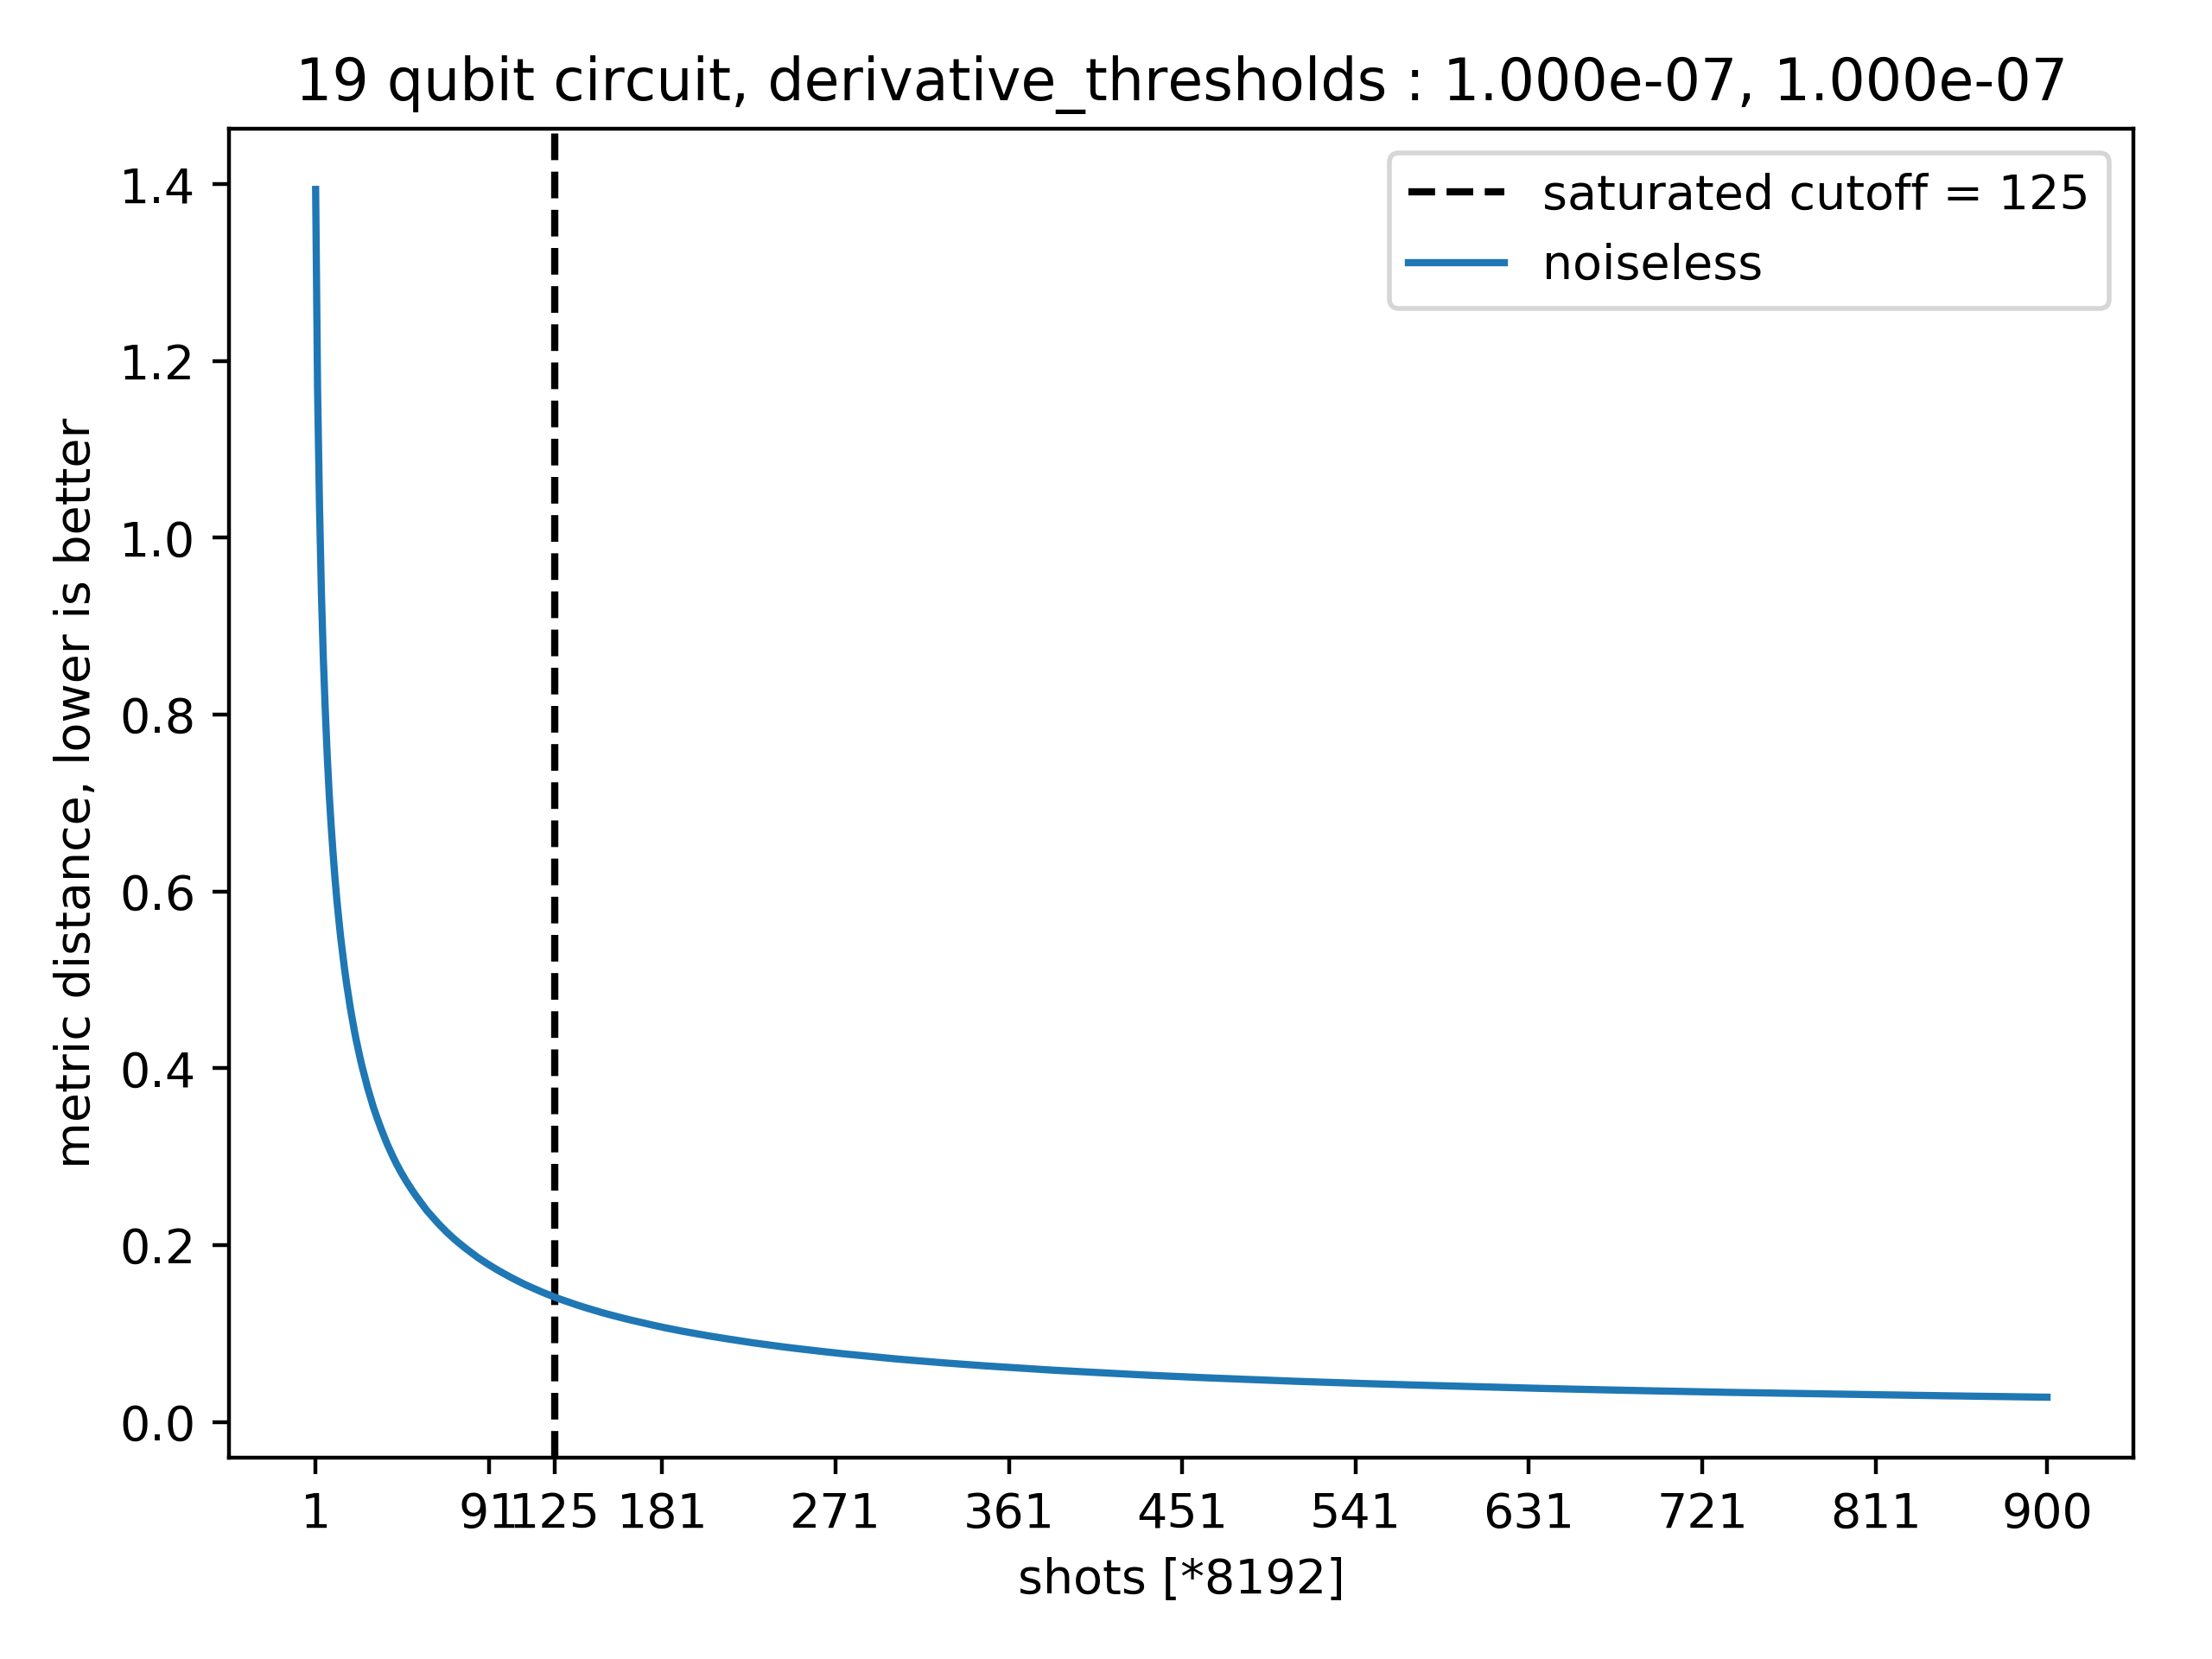 19 qubit circuit, derivative_thresholds : 1.000e-07, 1.000e-07
saturated cutoff = 125
noiseless
metric distance, lower is better
1.4
1.2
1.0
0.8
0.6
0.4
0.2
0.0
1 91 125 181 271 361 451 541 631 721 811 900
shots [*8192]